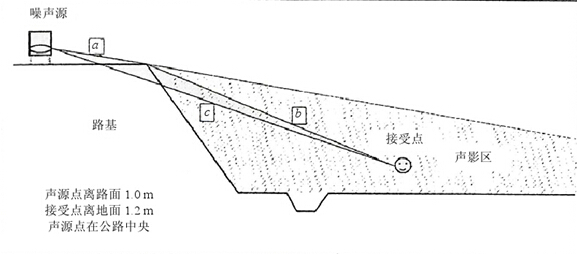 噪声源
a
c
b
路基
接受点
声影区
声源点离路面 1.0 m
接受点离地面 1.2 m
声源点在公路中央